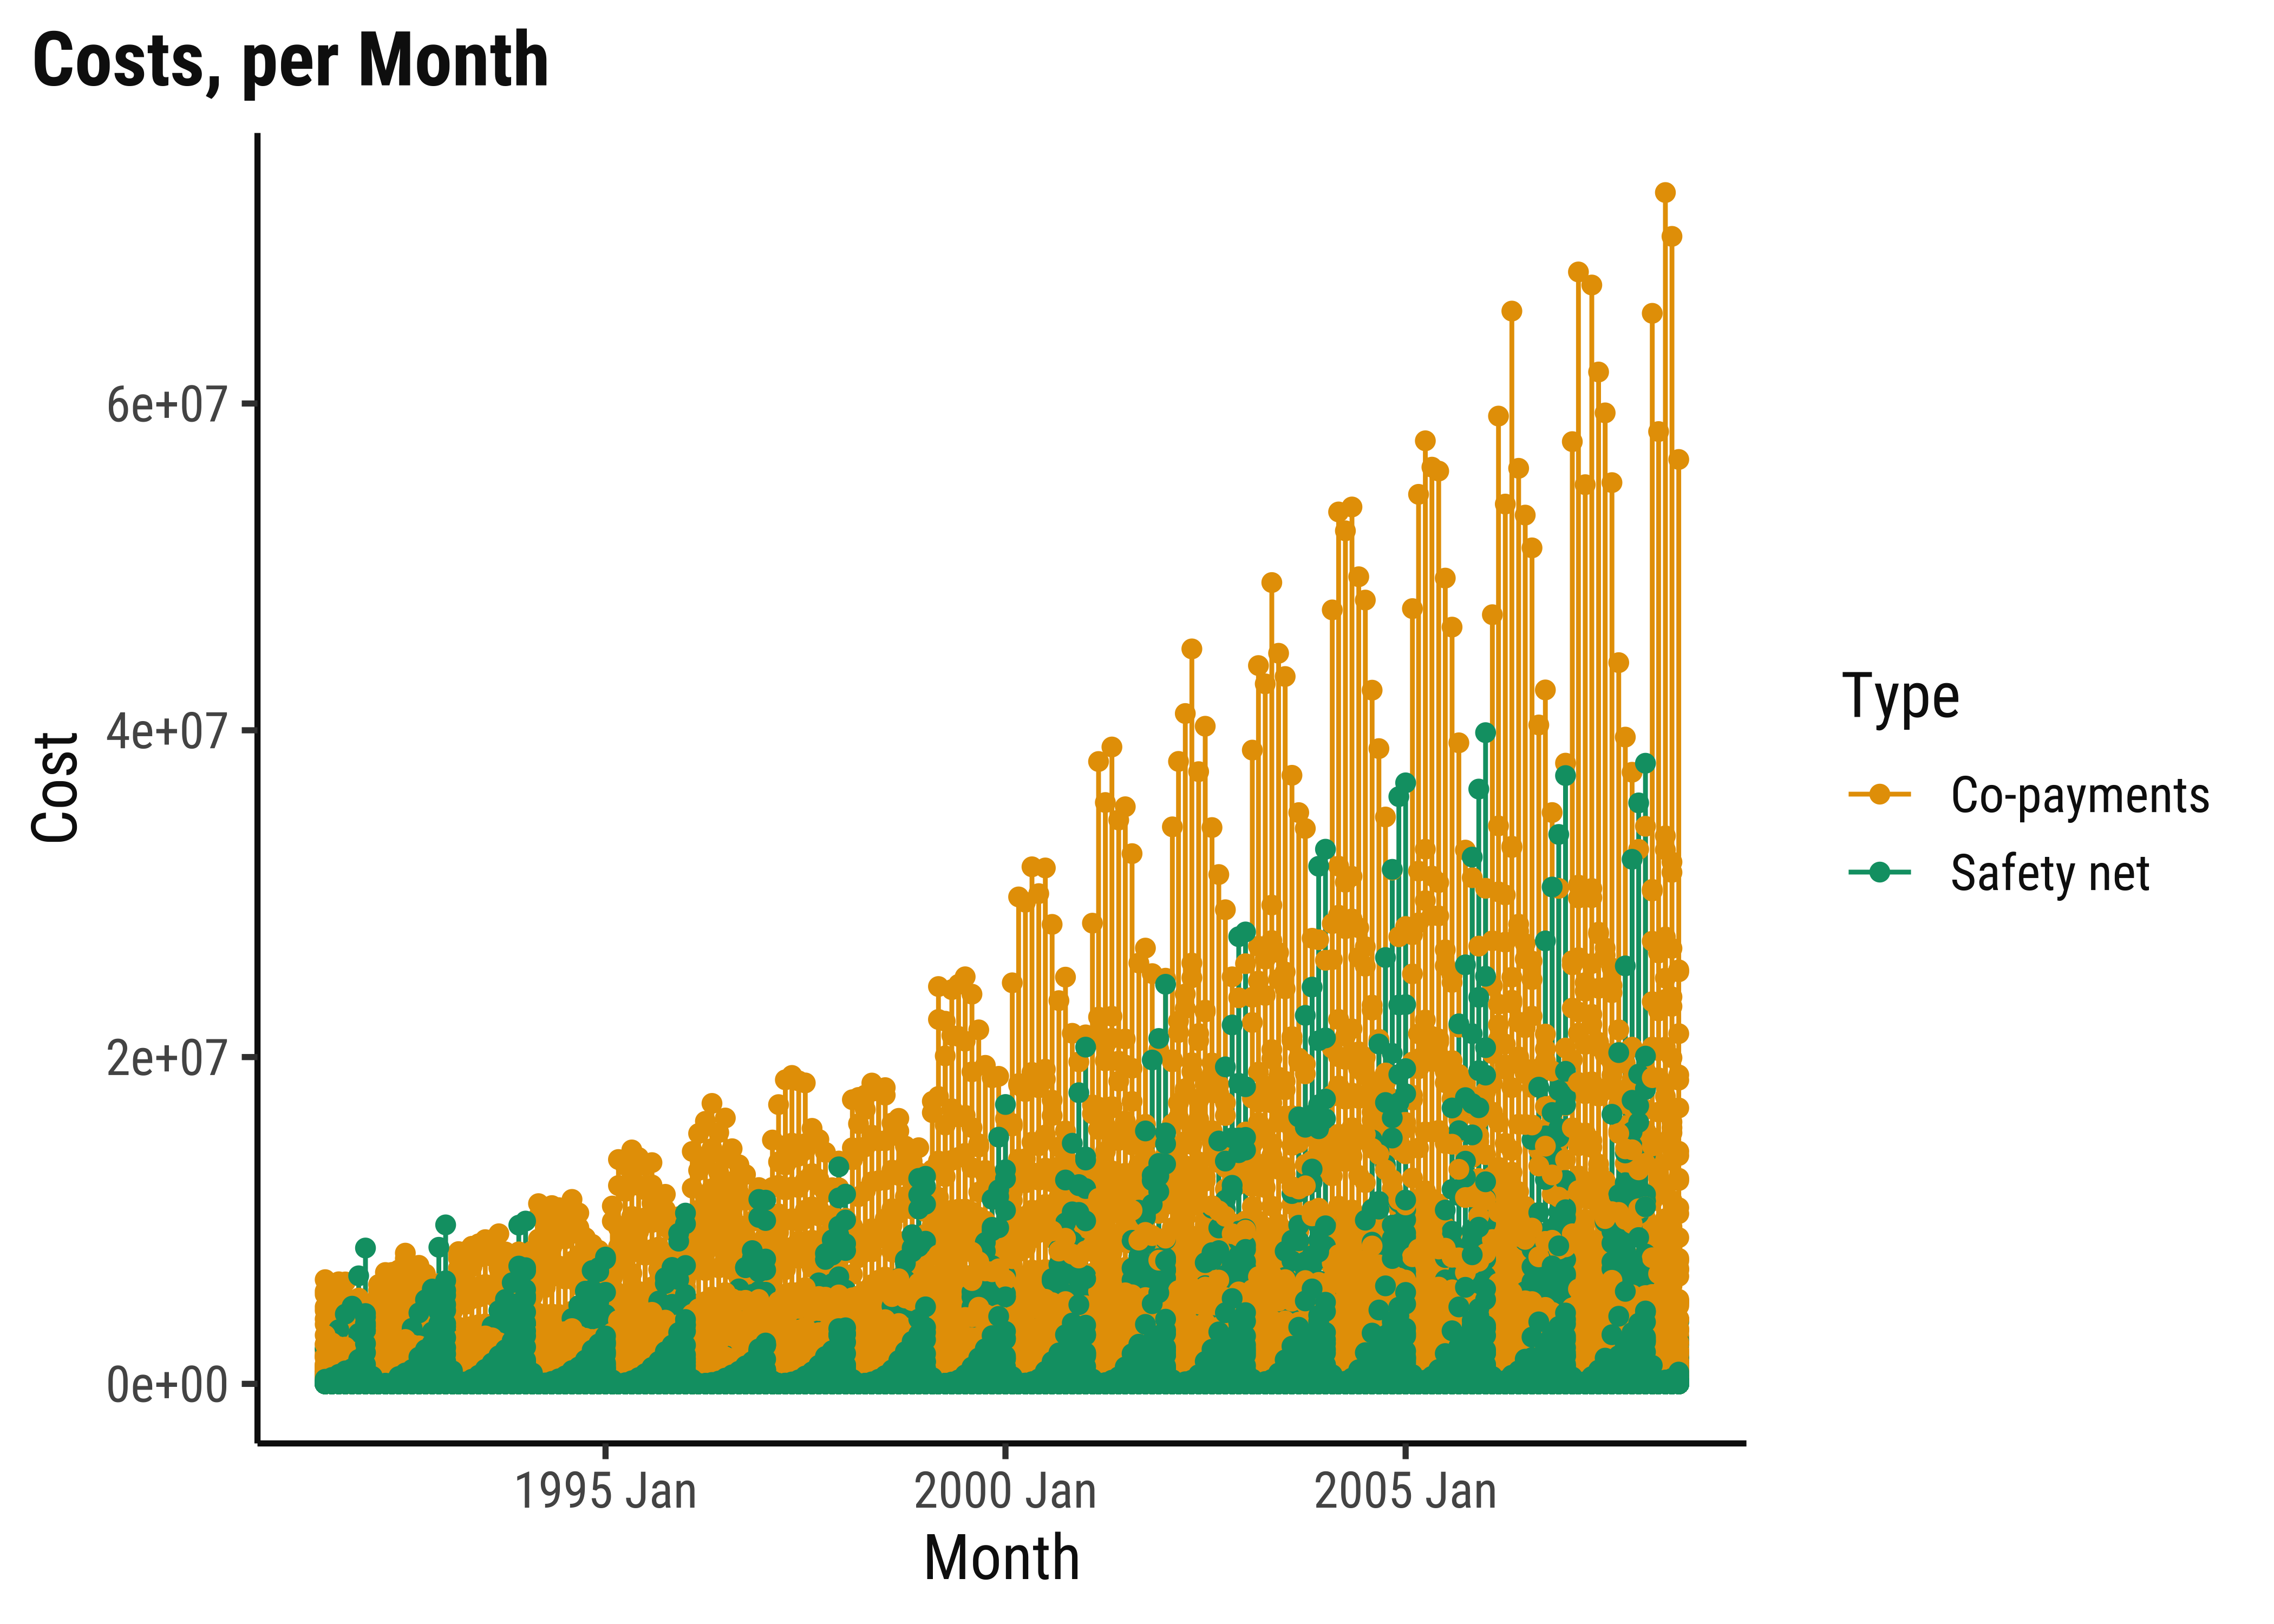 Costs, per Month
6e+07
4e+07
2e+07
0e+00
Cost
1995 Jan
2000 Jan
2005 Jan
Month
Type
Co-payments
Safety net